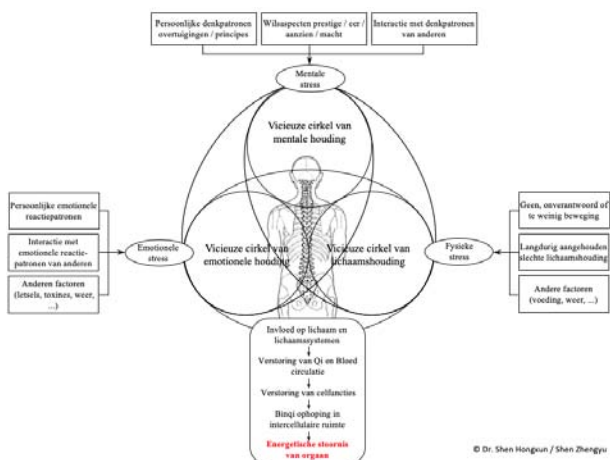 Persoonlijke denkpatronen
overtuigingen / principes
Wilsaspecten prestige / eer /
aanzien / macht
Interactie met denkpatronen
van anderen
Mentale
stress
Vicieuze cirkel van
mentale houding
Persoonlijke emotionele
reactiepatronen
Interactie met
emotionele reactie-
patronen van anderen
Anderen factoren
(letsels, toxines, weer,
...)
Emotionele
stress
Vicieuze cirkel van
emotionele houding
Vicieuze cirkel van
lichaamshouding
Fysieke
stress
Geen, onverantwoord of
te weinig beweging
Langdurig aangehouden
slechte lichaamshouding
Andere factoren
(voeding, weer, ...)
Invloed op lichaam en
lichaamssystemen
Verstoring van Qi en Bloed
circulatie
Verstoring van celfuncties
Binqi ophoping in
intercellulaire ruimte
Energetische stoornis
van orgaan
© Dr. Shen Hongxun / Shen Zhengyu